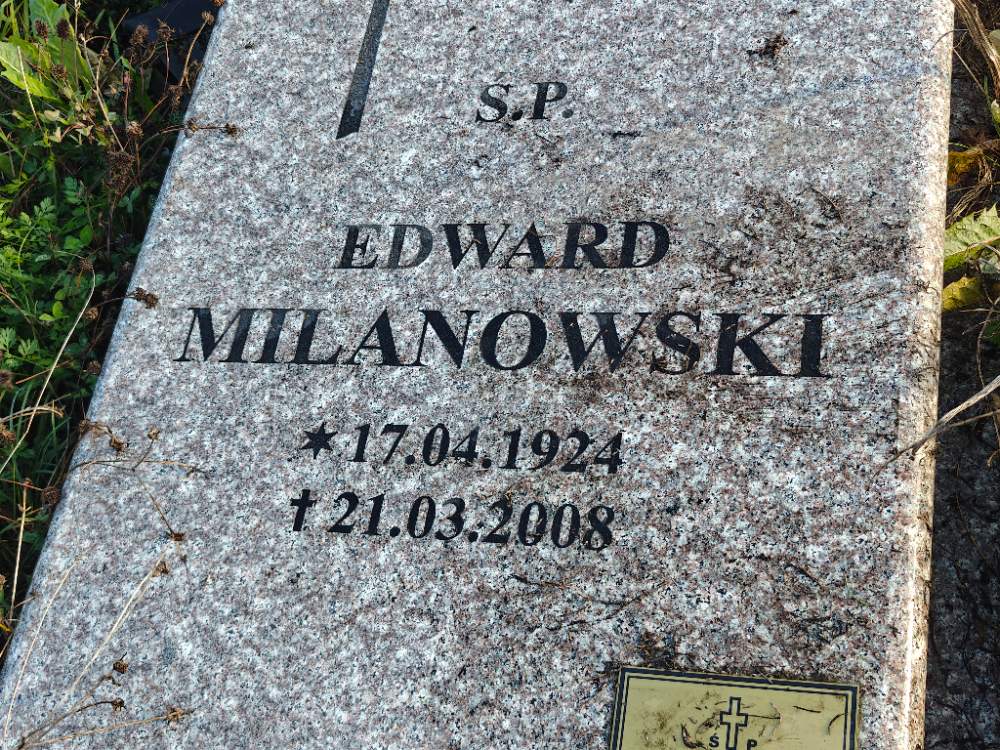 Ś.P.
EDWARD
MILANOWSKI
* 17.04.1924
† 21.03.2008
Ś P